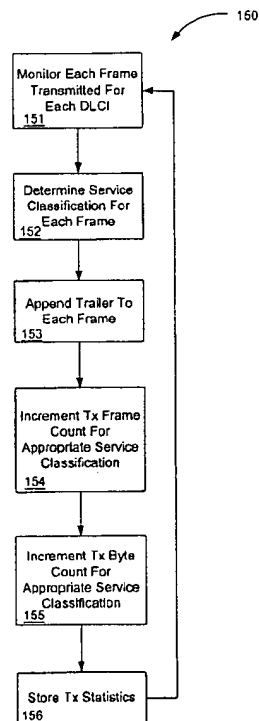 150
Monitor Each Frame
Transmitted For
Each DLCI
151
Determine Service
Classification For
Each Frame
152
Append Trailer To
Each Frame
153
Increment Tx Frame
Count For
Appropriate Service
Classification
154
Increment Tx Byte
Count For
Appropriate Service
Classification
155
Store Tx Statistics
156